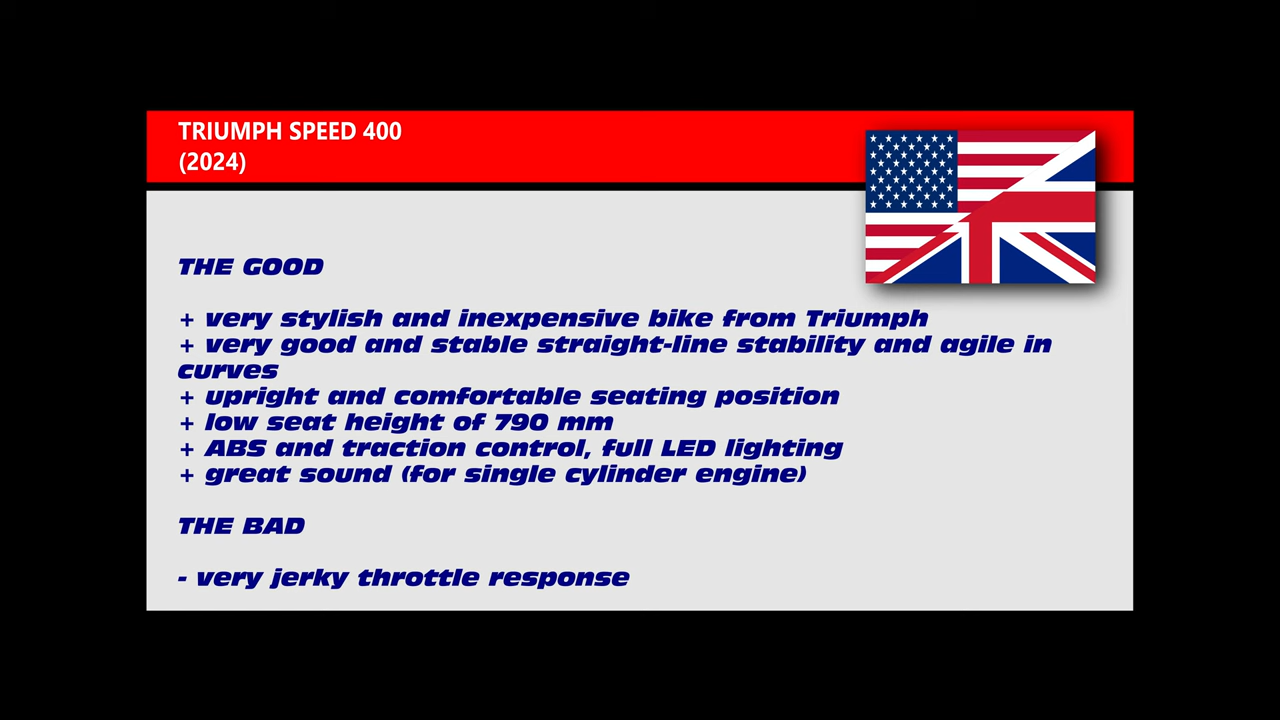 TRIUMPH SPEED 400
(2024)
THE GOOD
+ very stylish and inexpensive bike from Triumph
+ very good and stable straight-line stability and agile in
curves
+ upright and comfortable seating position
+ low seat height of 790 mm
+ ABS and traction control, full LED lighting
+ great sound (for single cylinder engine)
THE BAD
- very jerky throttle response